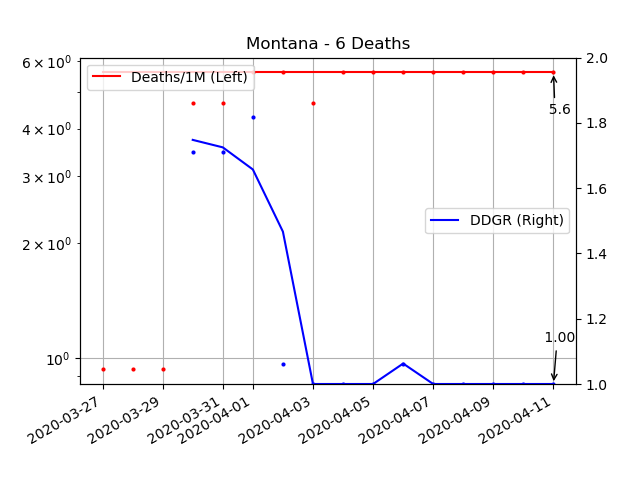 Montana - 6 Deaths
6 × 10⁰
4 × 10⁰
3 × 10⁰
2 × 10⁰
10⁰
Deaths/1M (Left)
DDGR (Right)
5.6
1.00
2.0
1.8
1.6
1.4
1.2
1.0
2020-03-27
2020-03-29
2020-03-31
2020-04-01
2020-04-03
2020-04-05
2020-04-07
2020-04-09
2020-04-11